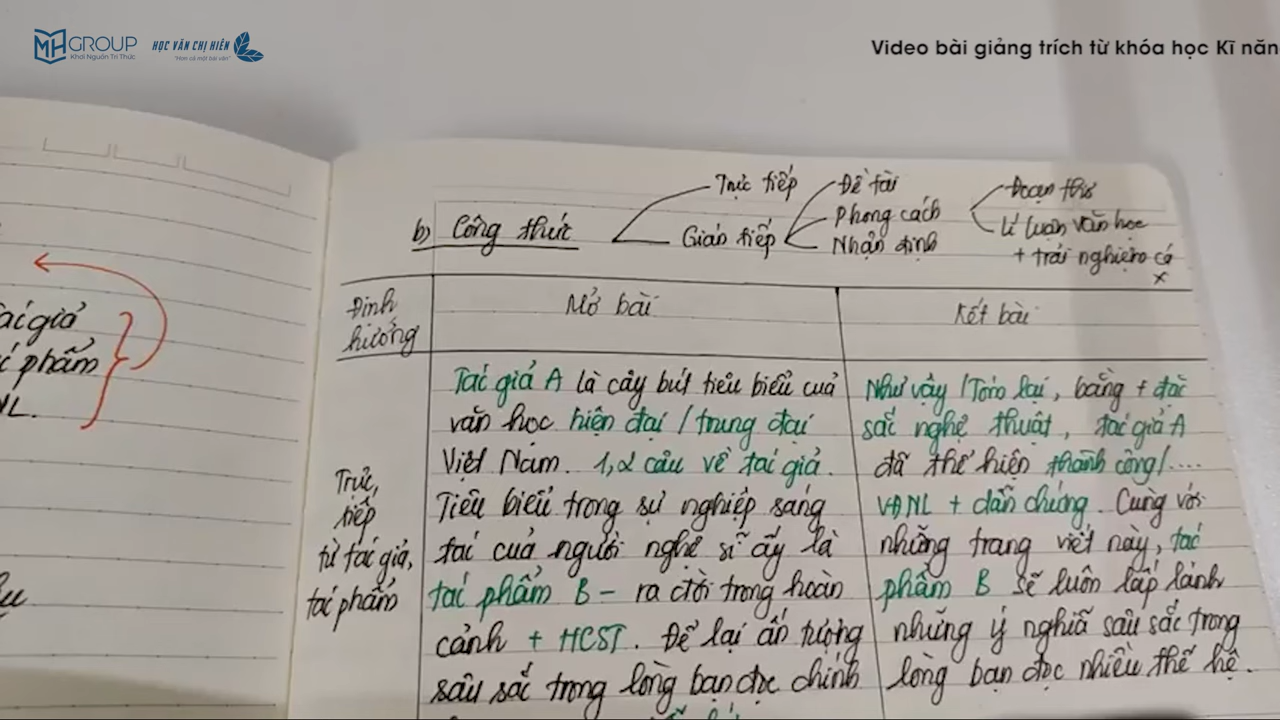 MH GROUP
Khơi Nguồn Tri Thức
HỌC VĂN CHỊ HIÊN
"Hơn cả một bài văn"
Video bài giảng trích từ khóa học Kĩ năn
ái giả
phẩm
NL.
b) Công thức
Trực tiếp
Gián tiếp
Đề tài
Phong cách
Nhận định
Đoạn thơ
Lí luận văn học
+ trải nghiệm cá
x
Định hướng
Mở bài
Kết bài
Trực
tiếp
từ tác giả,
tác phẩm
Tác giả A là cây bút tiêu biểu của
văn học hiện đại / trung đại
Việt Nam. 1,2 câu về tác giả.
Tiêu biểu trong sự nghiệp sáng
tác của người nghệ sĩ ấy là
tác phẩm B – ra đời trong hoàn
cảnh + HCST. Để lại ấn tượng
sâu sắc trong lòng bạn đọc chính
Như vậy / Tóm lại, bằng + đặc
sắc nghệ thuật, tác giả A
đã thể hiện thành công/....
VĐNL + dẫn chứng. Cùng với
những trang viết này, tác
phẩm B sẽ luôn lấp lánh
những ý nghĩa sâu sắc trong
lòng bạn đọc nhiều thế hệ.